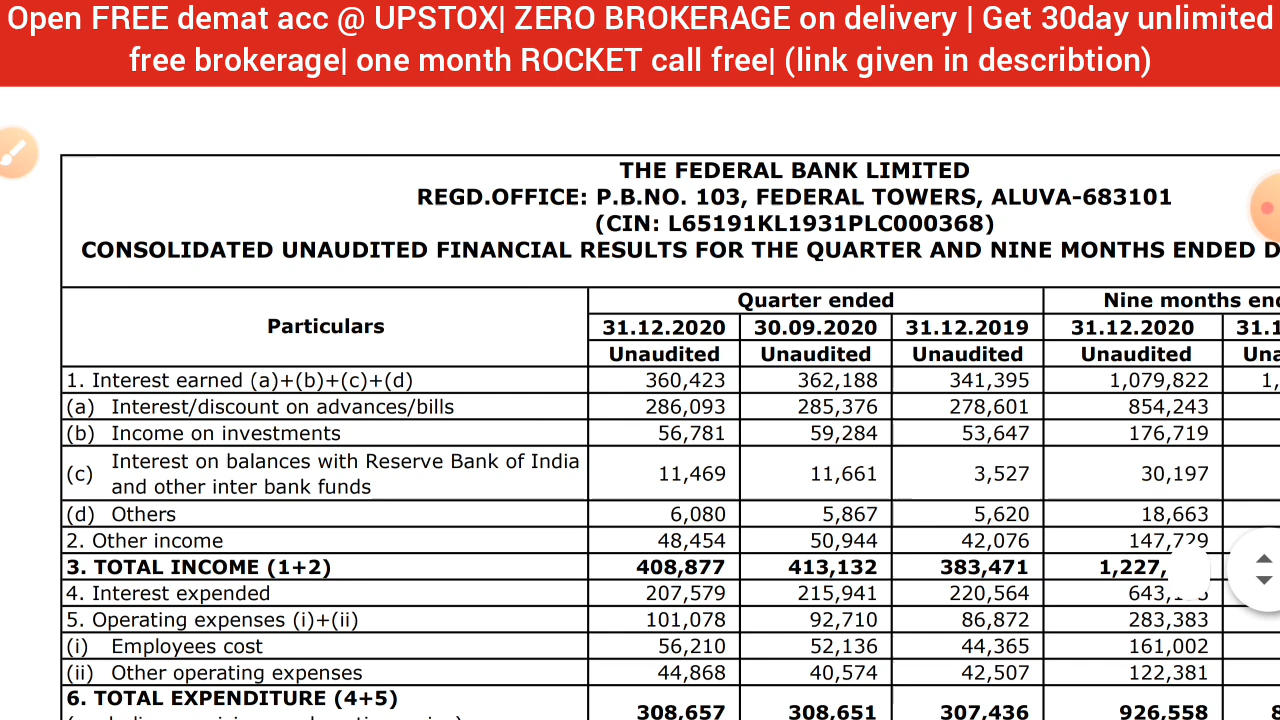 Open FREE demat acc @ UPSTOX| ZERO BROKERAGE on delivery | Get 30day unlimited
free brokerage| one month ROCKET call free| (link given in describtion)
THE FEDERAL BANK LIMITED
REGD.OFFICE: P.B.NO. 103, FEDERAL TOWERS, ALUVA-683101
(CIN: L65191KL1931PLC000368)
CONSOLIDATED UNAUDITED FINANCIAL RESULTS FOR THE QUARTER AND NINE MONTHS ENDED
Particulars Quarter ended Nine months
31.12.2020 30.09.2020 31.12.2019 31.12.2020
Unaudited Unaudited Unaudited Unaudited
1. Interest earned (a)+(b)+(c)+(d) 360,423 362,188 341,395 1,079,822
(a) Interest/discount on advances/bills 286,093 285,376 278,601 854,243
(b) Income on investments 56,781 59,284 53,647 176,719
(c) Interest on balances with Reserve Bank of India
and other inter bank funds 11,469 11,661 3,527 30,197
(d) Others 6,080 5,867 5,620 18,663
2. Other income 48,454 50,944 42,076 147,729
3. TOTAL INCOME (1+2) 408,877 413,132 383,471
4. Interest expended 207,579 215,941 220,564
5. Operating expenses (i)+(ii) 101,078 92,710 86,872 283,383
(i) Employees cost 56,210 52,136 44,365 161,002
(ii) Other operating expenses 44,868 40,574 42,507 122,381
6. TOTAL EXPENDITURE (4+5)
308,657 308,651 307,436 926,558